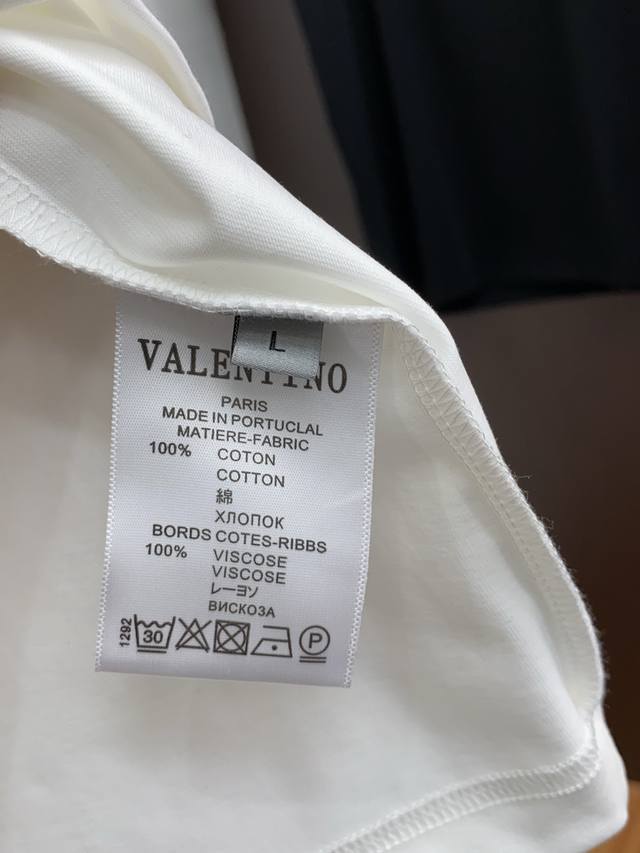 L
VALENTINO
PARIS
MADE IN PORTUCLAL
MATIERE-FABRIC
100% COTON
COTTON
綿
ХЛОПОК
BORDS COTES-RIBBS
100% VISCOSE
VISCOSE
レーヨン
ВИСКОЗА
1292
30
P